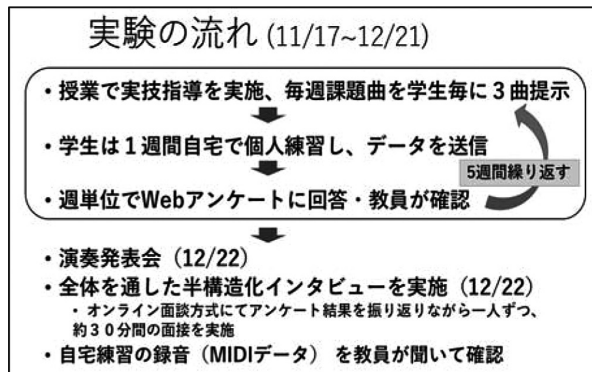 実験の流れ (11/17~12/21)
・授業で実技指導を実施、毎週課題曲を学生毎に３曲提示
・学生は１週間自宅で個人練習し、データを送信
5週間繰り返す
・週単位でWebアンケートに回答・教員が確認
・演奏発表会（12/22）
・全体を通した半構造化インタビューを実施（12/22）
・オンライン面談方式にてアンケート結果を振り返りながら一人ずつ、
約３０分間の面接を実施
・自宅練習の録音（MIDIデータ）を教員が聞いて確認